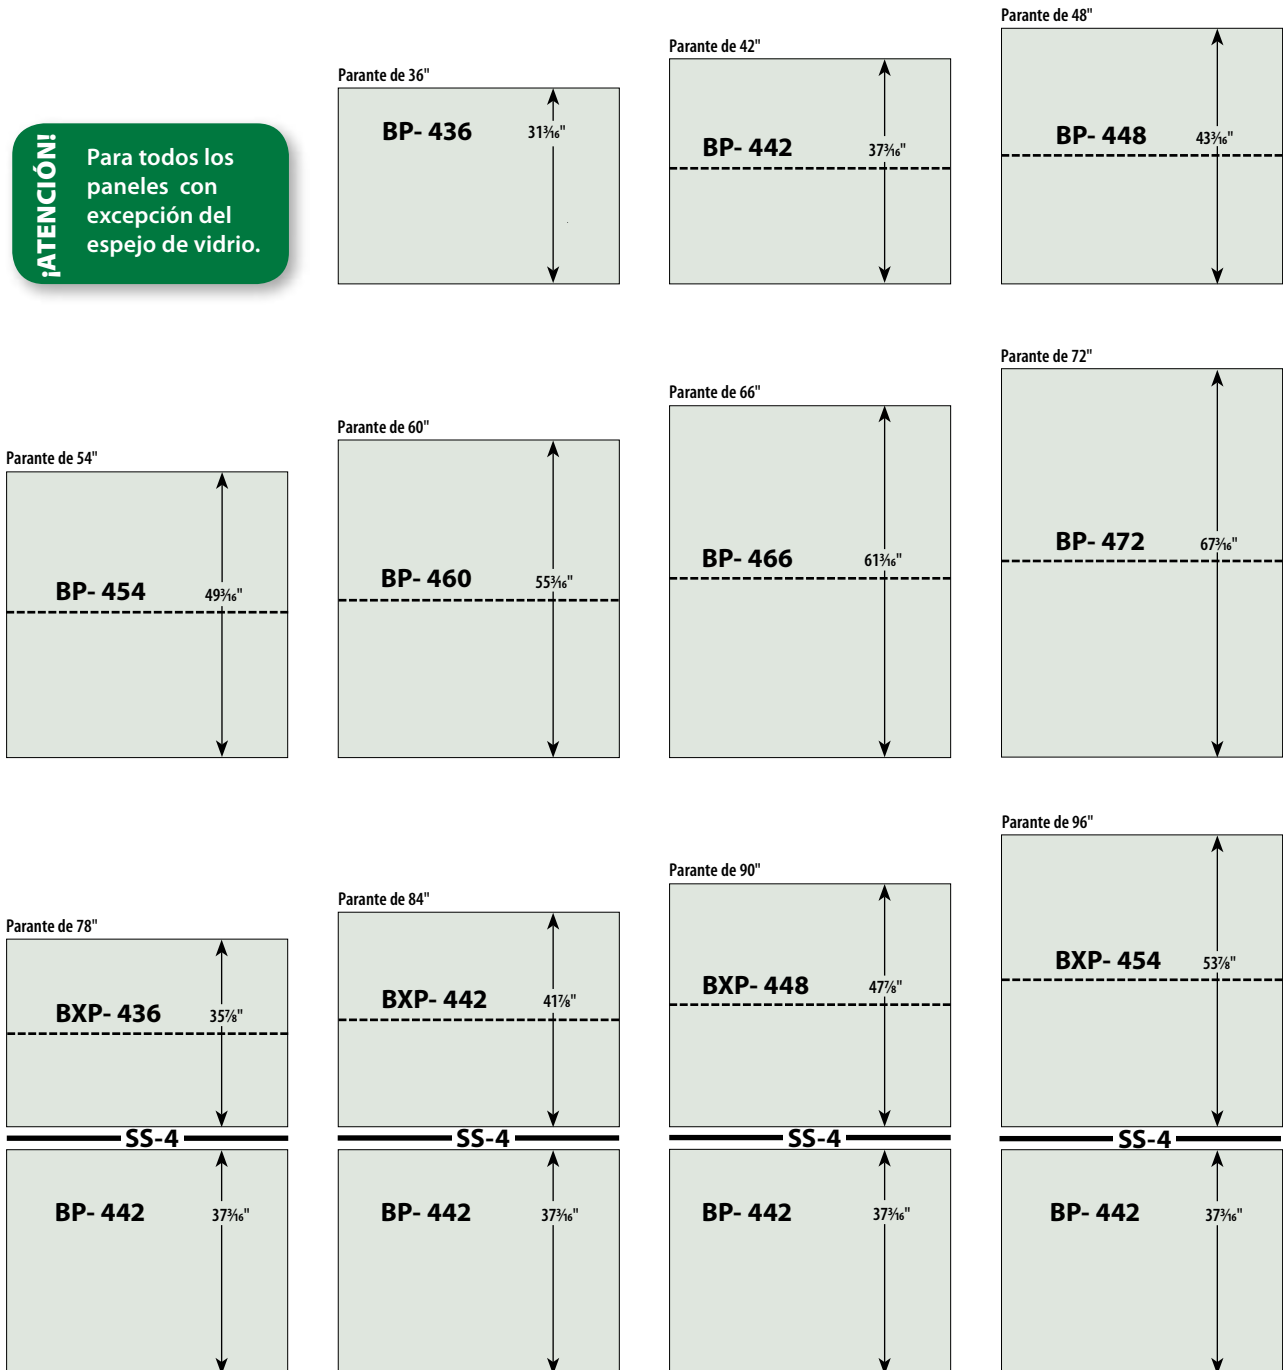 ¡ATENCIÓN!
Para todos los
paneles con
excepción del
espejo de vidrio.
Parante de 36"
BP- 436
31³⁄₁₆"
Parante de 42"
BP- 442
37³⁄₁₆"
Parante de 48"
BP- 448
43³⁄₁₆"
Parante de 54"
BP- 454
49³⁄₁₆"
Parante de 60"
BP- 460
55³⁄₁₆"
Parante de 66"
BP- 466
61³⁄₁₆"
Parante de 72"
BP- 472
67³⁄₁₆"
Parante de 78"
BXP- 436
35⅞"
SS-4
BP- 442
37³⁄₁₆"
Parante de 84"
BXP- 442
41⅞"
SS-4
BP- 442
37³⁄₁₆"
Parante de 90"
BXP- 448
47⅞"
SS-4
BP- 442
37³⁄₁₆"
Parante de 96"
BXP- 454
53⅞"
SS-4
BP- 442
37³⁄₁₆"